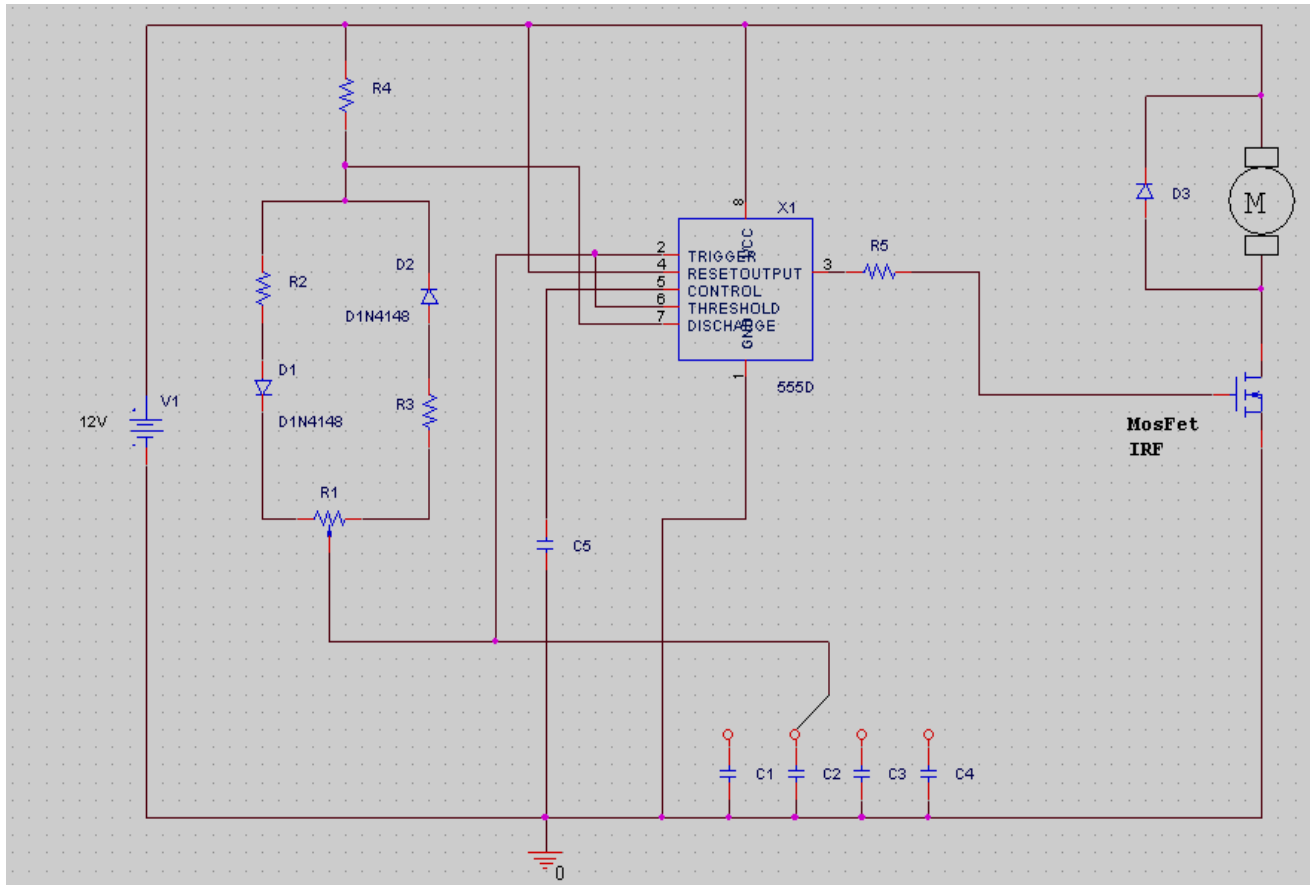 R4
X1
8
VCC
2
TRIGGER
4
RESET
OUTPUT
3
5
CONTROL
6
THRESHOLD
7
DISCHARGE
GND
1
555D
R5
D3
M
D2
R2
D1N4148
D1
D1N4148
R3
V1
12V
MosFet
IRF
R1
C5
C1
C2
C3
C4
0